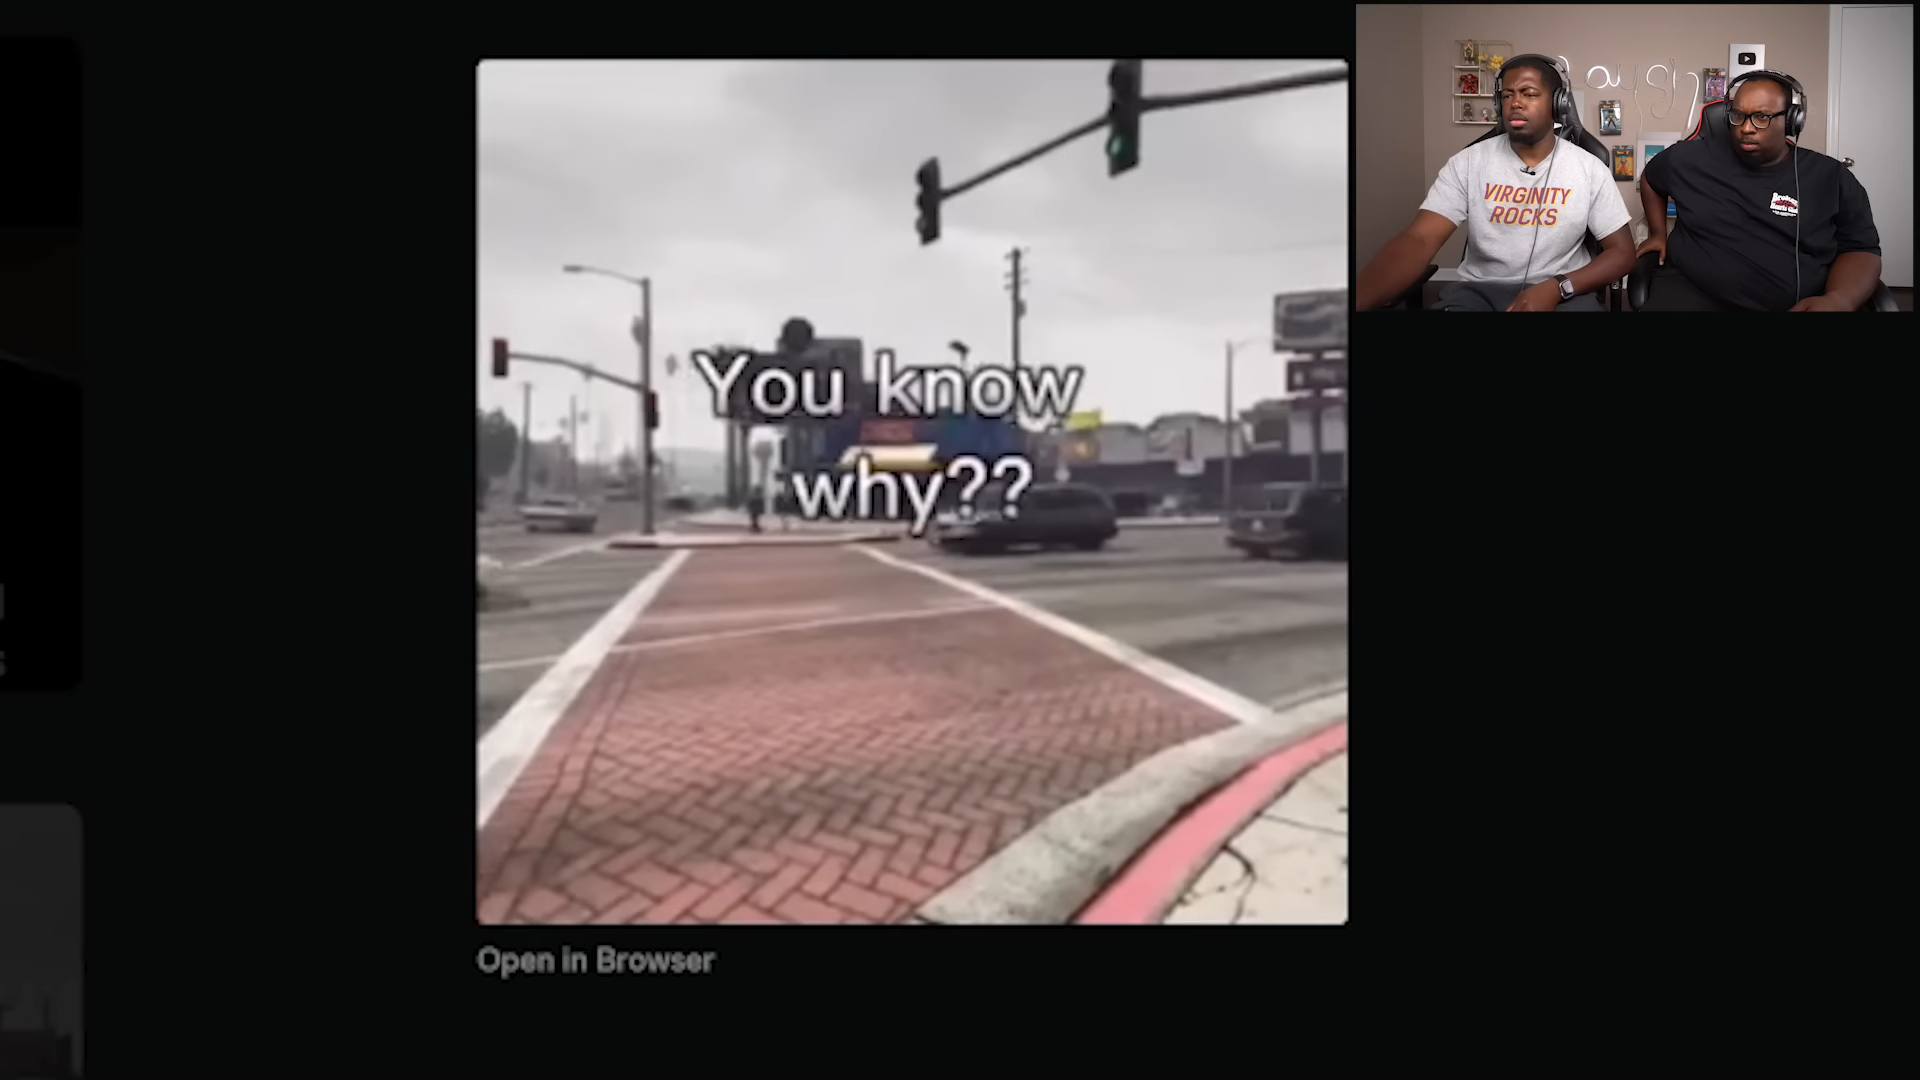 You know
why??
VIRGINITY
ROCKS
Open in Browser